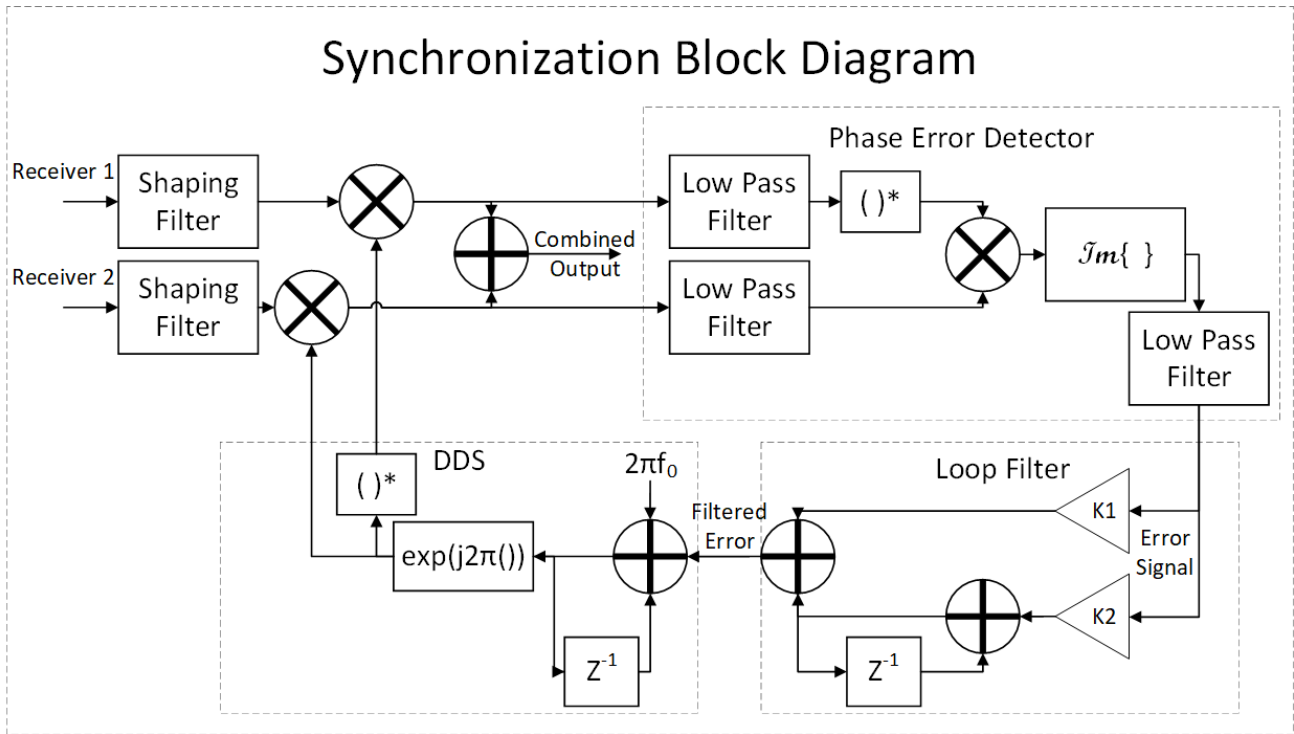 Synchronization Block Diagram
Phase Error Detector
Receiver 1
Shaping
Filter
Low Pass
Filter
( )*
Combined
Output
ℐm{ }
Receiver 2
Shaping
Filter
Low Pass
Filter
Low Pass
Filter
DDS
( )*
2πf₀
exp(j2π())
Z⁻¹
Filtered
Error
Loop Filter
K1
Error
Signal
K2
Z⁻¹